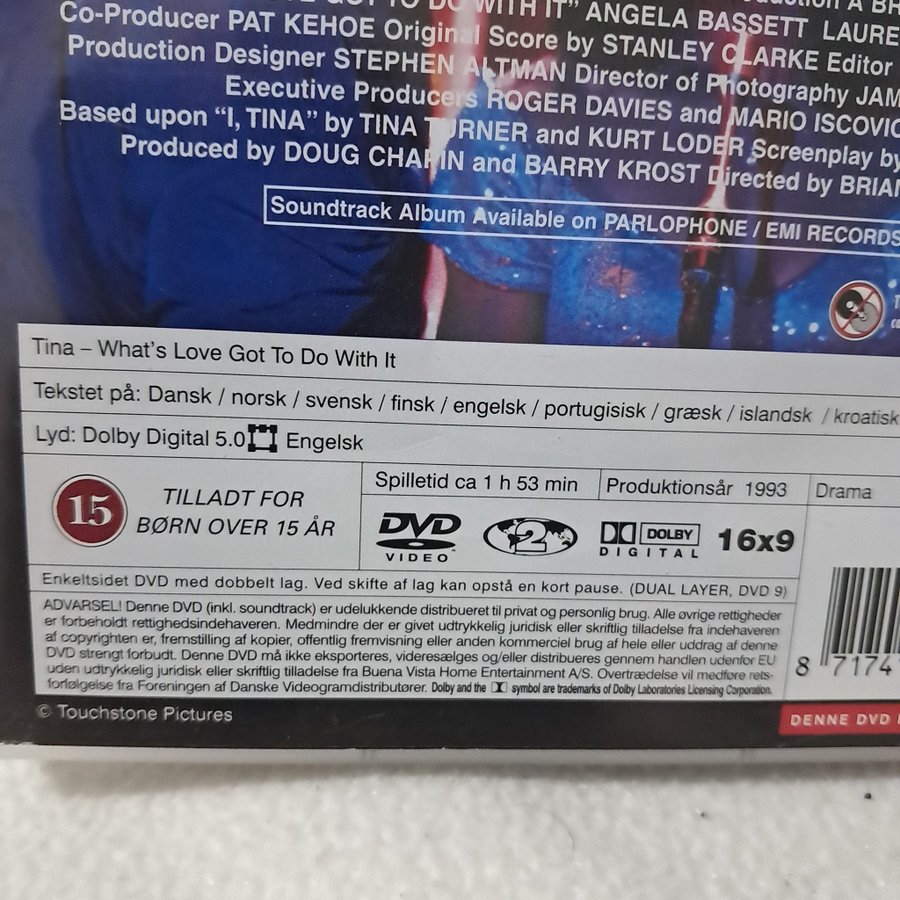 GOT TO DO WITH IT" ANGELA BASSETT
Co-Producer PAT KEHOE Original Score by STANLEY CLARKE Editor
Production Designer STEPHEN ALTMAN Director of Photography
Executive Producers ROGER DAVIES and MARIO
Based upon "I, TINA" by TINA TURNER and KURT LODER Screenplay by
Produced by DOUG CHAPIN and BARRY KROST Directed by
Soundtrack Album Available on PARLOPHONE / EMI RECORDS
Tina – What's Love Got To Do With It
Tekstet på: Dansk / norsk / svensk / finsk / engelsk / portugisisk / græsk / islandsk / kroatisk
Lyd: Dolby Digital 5.0 Engelsk
15 TILLADT FOR
BØRN OVER 15 ÅR
Spilletid ca 1 h 53 min
Produktionsår 1993
Drama
DVD
VIDEO
2
DOLBY
DIGITAL
16x9
Enkeltsidet DVD med dobbelt lag. Ved skifte af lag kan opstå en kort pause. (DUAL LAYER, DVD 9)
ADVARSEL! Denne DVD (inkl. soundtrack) er udelukkende distribueret til privat og personlig brug. Alle øvrige rettigheder
er forbeholdt rettighedsindehaveren. Medmindre der er givet udtrykkelig juridisk eller skriftlig tilladelse fra indehaveren
af copyrighten er, fremstilling af kopier, offentlig fremvisning eller anden kommerciel brug af hele eller uddrag af denne
DVD strengt forbudt. Denne DVD må ikke eksporteres, videresælges og/eller distribueres gennem handlen udenfor EU
uden udtrykkelig juridisk eller skriftlig tilladelse fra Buena Vista Home Entertainment A/S. Overtrædelse vil medføre rets-
forfølgelse fra Foreningen af Danske Videogramdistributører. Dolby and the symbol are trademarks of Dolby Laboratories Licensing Corporation.
8 7174
© Touchstone Pictures
DENNE DVD